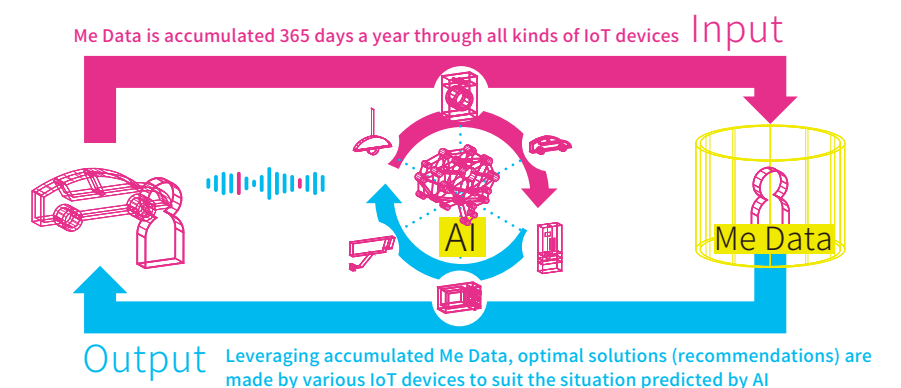 Me Data is accumulated 365 days a year through all kinds of IoT devices Input
AI
Me Data
Output Leveraging accumulated Me Data, optimal solutions (recommendations) are
made by various IoT devices to suit the situation predicted by AI